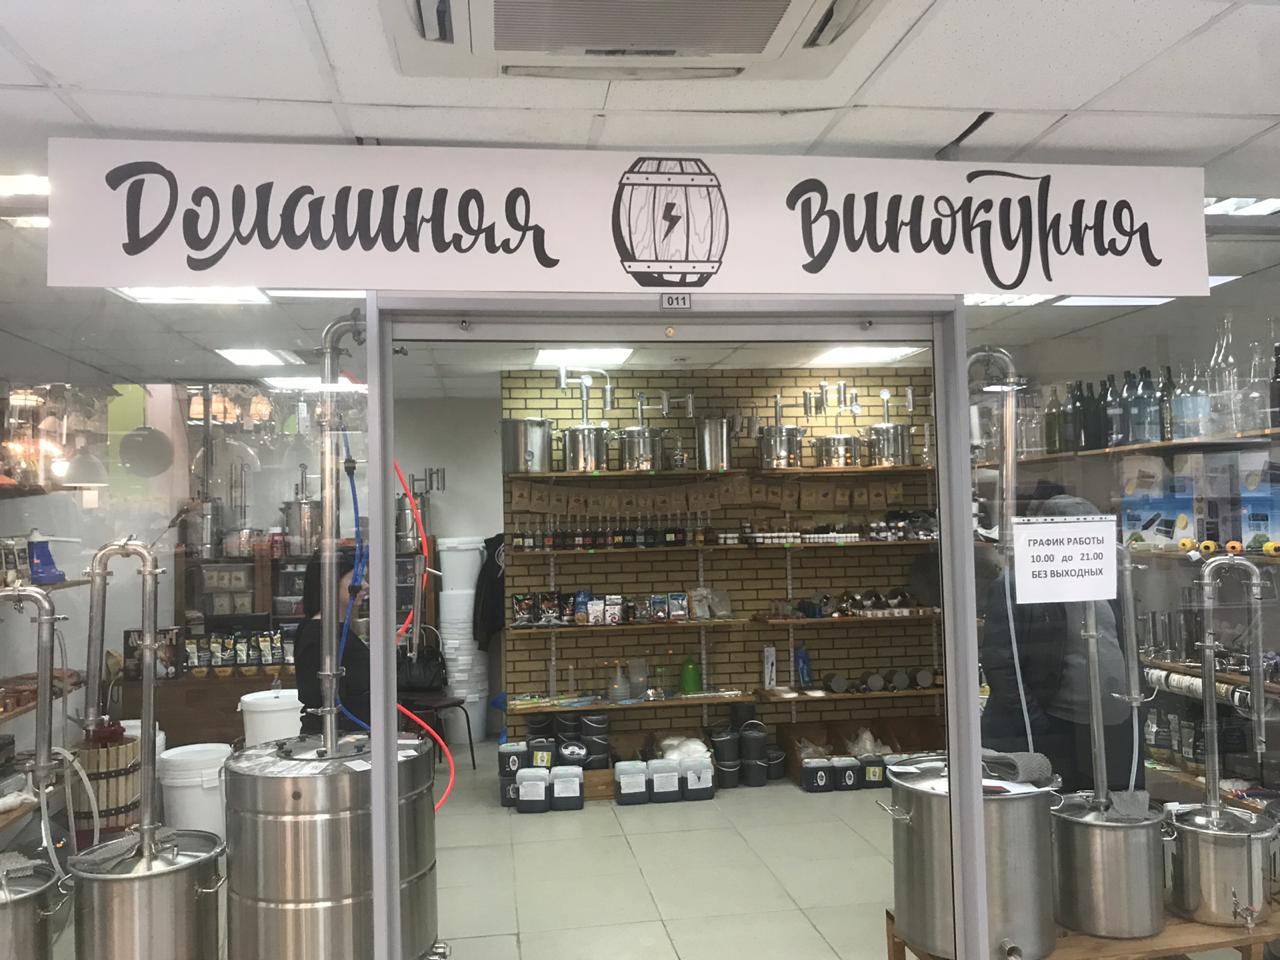 Домашняя Винокурня
011
ГРАФИК РАБОТЫ
10.00 до 21.00
БЕЗ ВЫХОДНЫХ